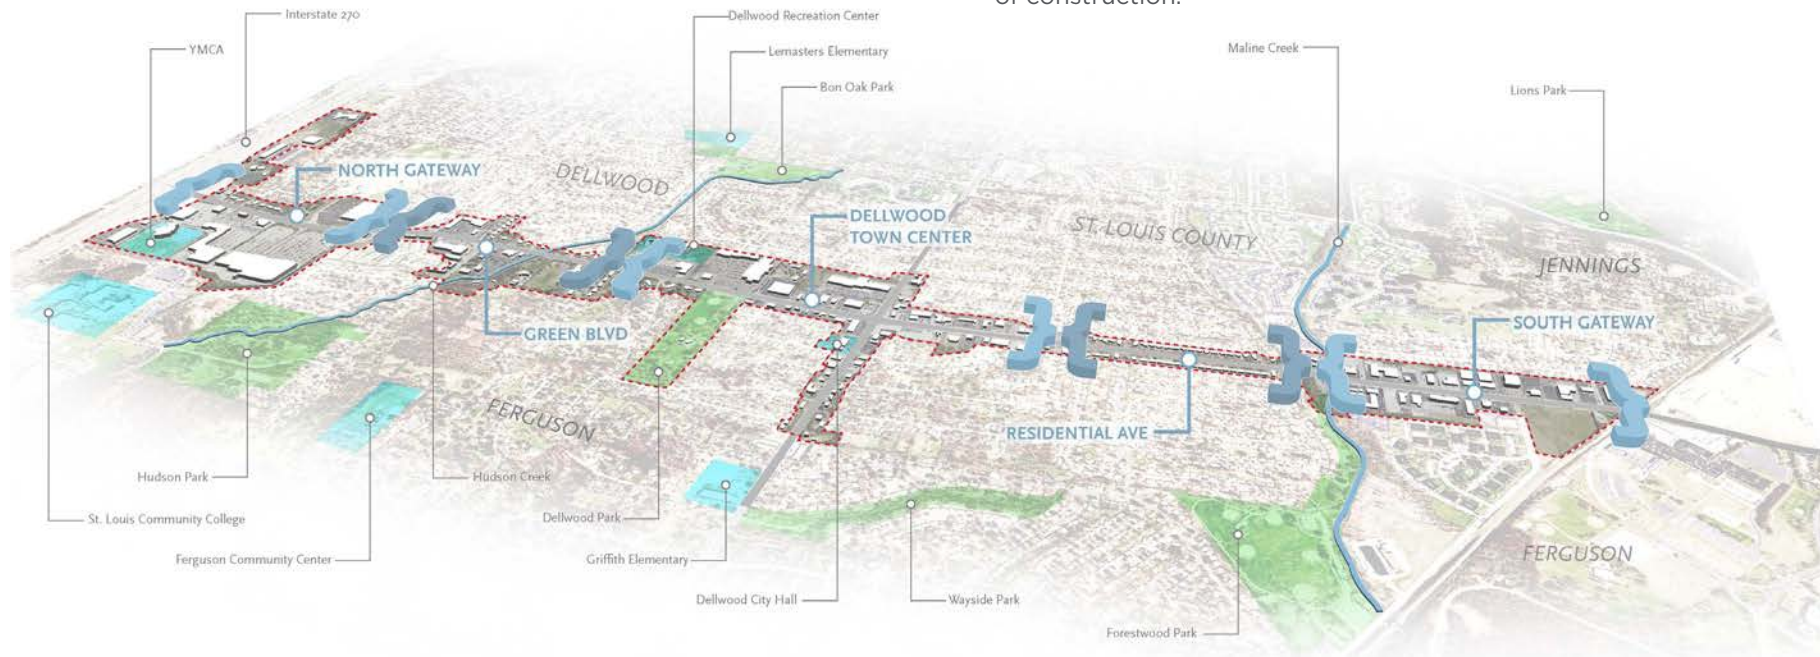 of construction.
Interstate 270
Dellwood Recreation Center
YMCA
Lemasters Elementary
Maline Creek
Bon Oak Park
Lions Park
NORTH GATEWAY
DELLWOOD
DELLWOOD
TOWN CENTER
ST. LOUIS COUNTY
JENNINGS
GREEN BLVD
SOUTH GATEWAY
FERGUSON
RESIDENTIAL AVE
Hudson Park
Hudson Creek
St. Louis Community College
Dellwood Park
Ferguson Community Center
Griffith Elementary
FERGUSON
Dellwood City Hall
Wayside Park
Forestwood Park